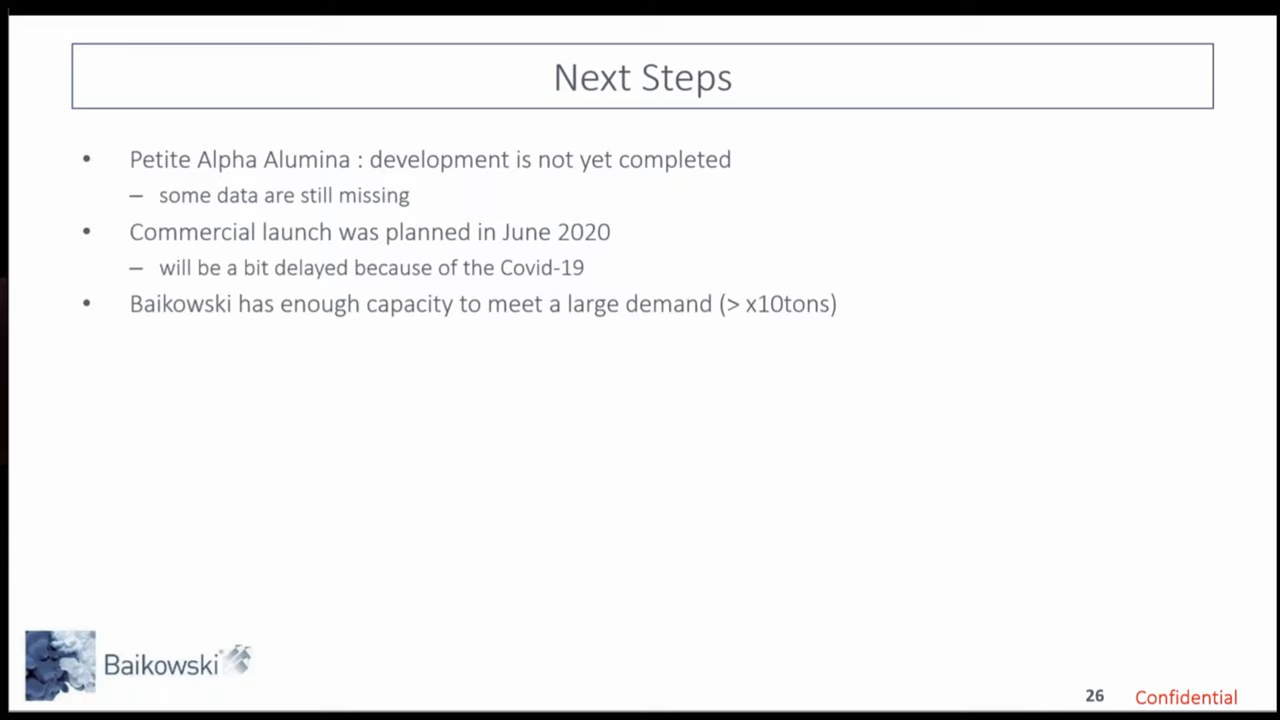 Next Steps
• Petite Alpha Alumina : development is not yet completed
– some data are still missing
• Commercial launch was planned in June 2020
– will be a bit delayed because of the Covid-19
• Baikowski has enough capacity to meet a large demand (> x10tons)
Baikowski
26 Confidential